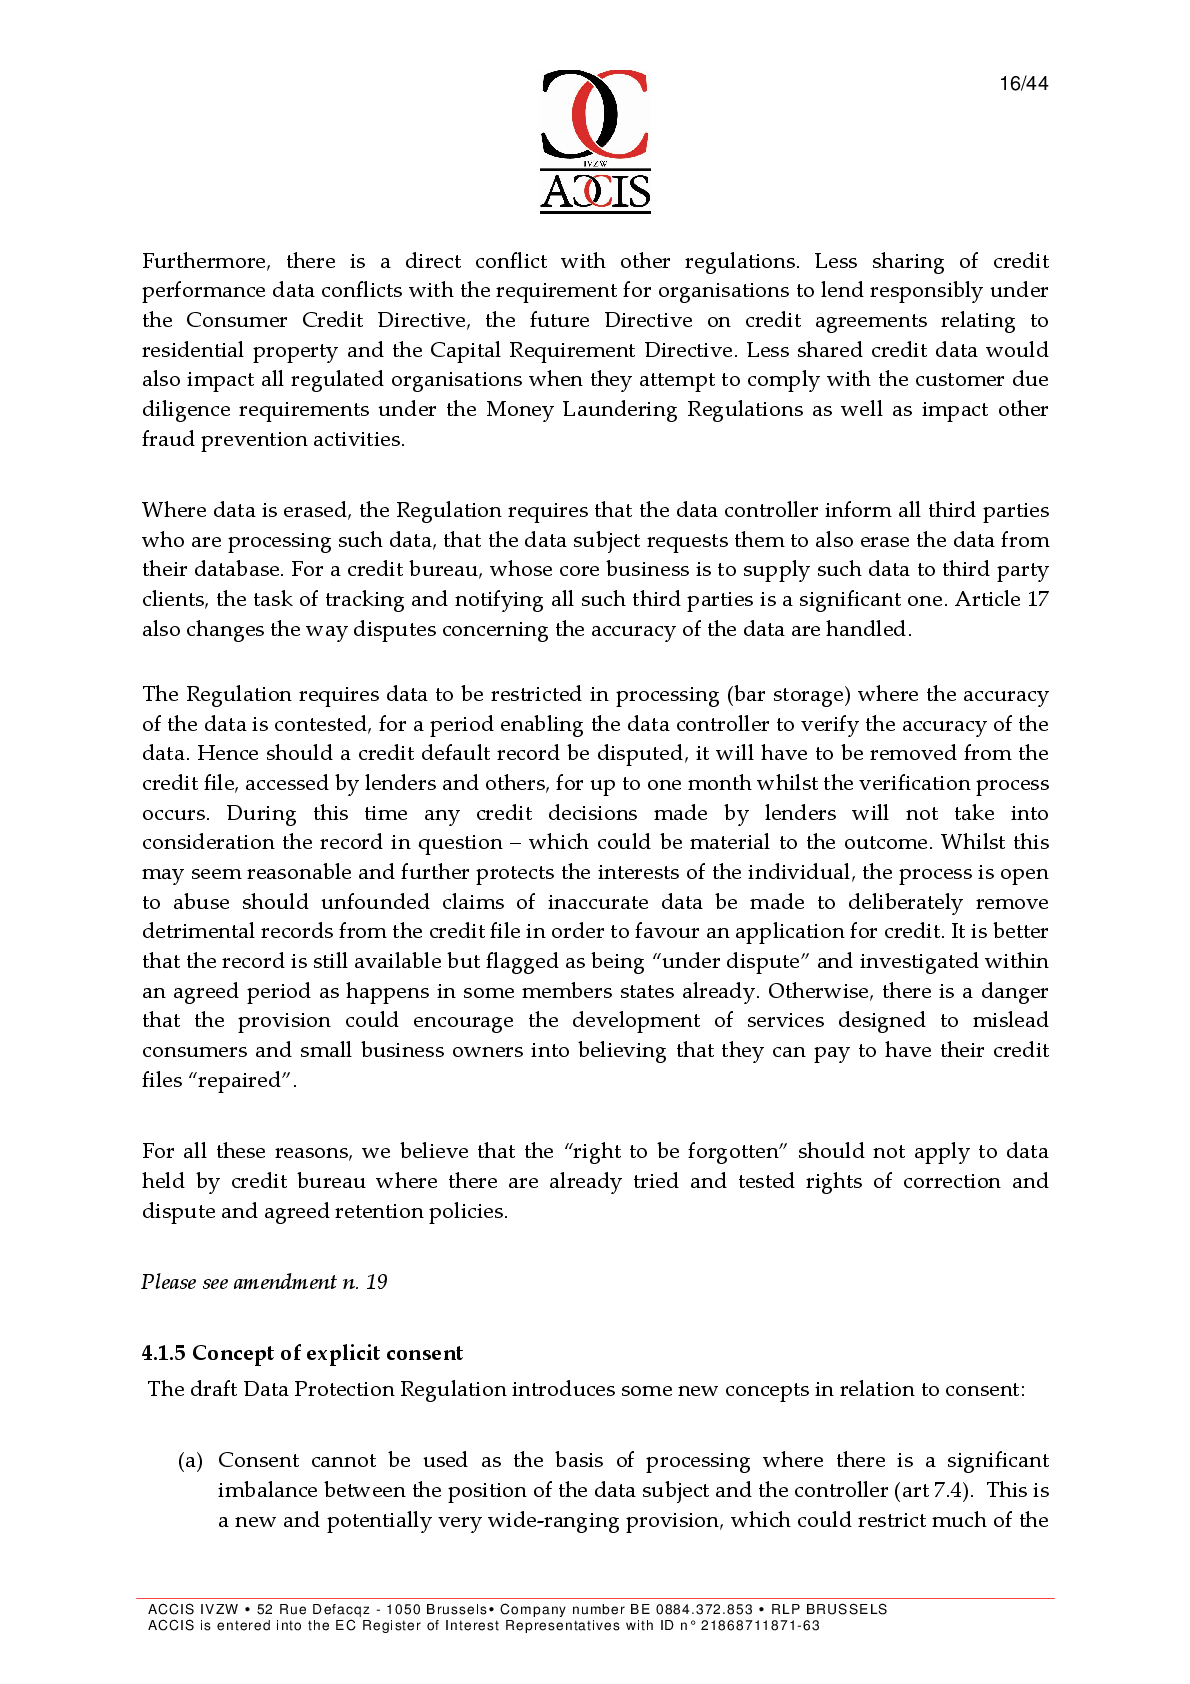 16/44
IVZW
ACCIS
Furthermore, there is a direct conflict with other regulations. Less sharing of credit
performance data conflicts with the requirement for organisations to lend responsibly under
the Consumer Credit Directive, the future Directive on credit agreements relating to
residential property and the Capital Requirement Directive. Less shared credit data would
also impact all regulated organisations when they attempt to comply with the customer due
diligence requirements under the Money Laundering Regulations as well as impact other
fraud prevention activities.
Where data is erased, the Regulation requires that the data controller inform all third parties
who are processing such data, that the data subject requests them to also erase the data from
their database. For a credit bureau, whose core business is to supply such data to third party
clients, the task of tracking and notifying all such third parties is a significant one. Article 17
also changes the way disputes concerning the accuracy of the data are handled.
The Regulation requires data to be restricted in processing (bar storage) where the accuracy
of the data is contested, for a period enabling the data controller to verify the accuracy of the
data. Hence should a credit default record be disputed, it will have to be removed from the
credit file, accessed by lenders and others, for up to one month whilst the verification process
occurs. During this time any credit decisions made by lenders will not take into
consideration the record in question – which could be material to the outcome. Whilst this
may seem reasonable and further protects the interests of the individual, the process is open
to abuse should unfounded claims of inaccurate data be made to deliberately remove
detrimental records from the credit file in order to favour an application for credit. It is better
that the record is still available but flagged as being “under dispute” and investigated within
an agreed period as happens in some members states already. Otherwise, there is a danger
that the provision could encourage the development of services designed to mislead
consumers and small business owners into believing that they can pay to have their credit
files “repaired”.
For all these reasons, we believe that the “right to be forgotten” should not apply to data
held by credit bureau where there are already tried and tested rights of correction and
dispute and agreed retention policies.
Please see amendment n. 19
4.1.5 Concept of explicit consent
The draft Data Protection Regulation introduces some new concepts in relation to consent:
(a) Consent cannot be used as the basis of processing where there is a significant
imbalance between the position of the data subject and the controller (art 7.4). This is
a new and potentially very wide-ranging provision, which could restrict much of the
ACCIS IVZW • 52 Rue Defacqz - 1050 Brussels• Company number BE 0884.372.853 • RLP BRUSSELS
ACCIS is entered into the EC Register of Interest Representatives with ID n° 21868711871-63